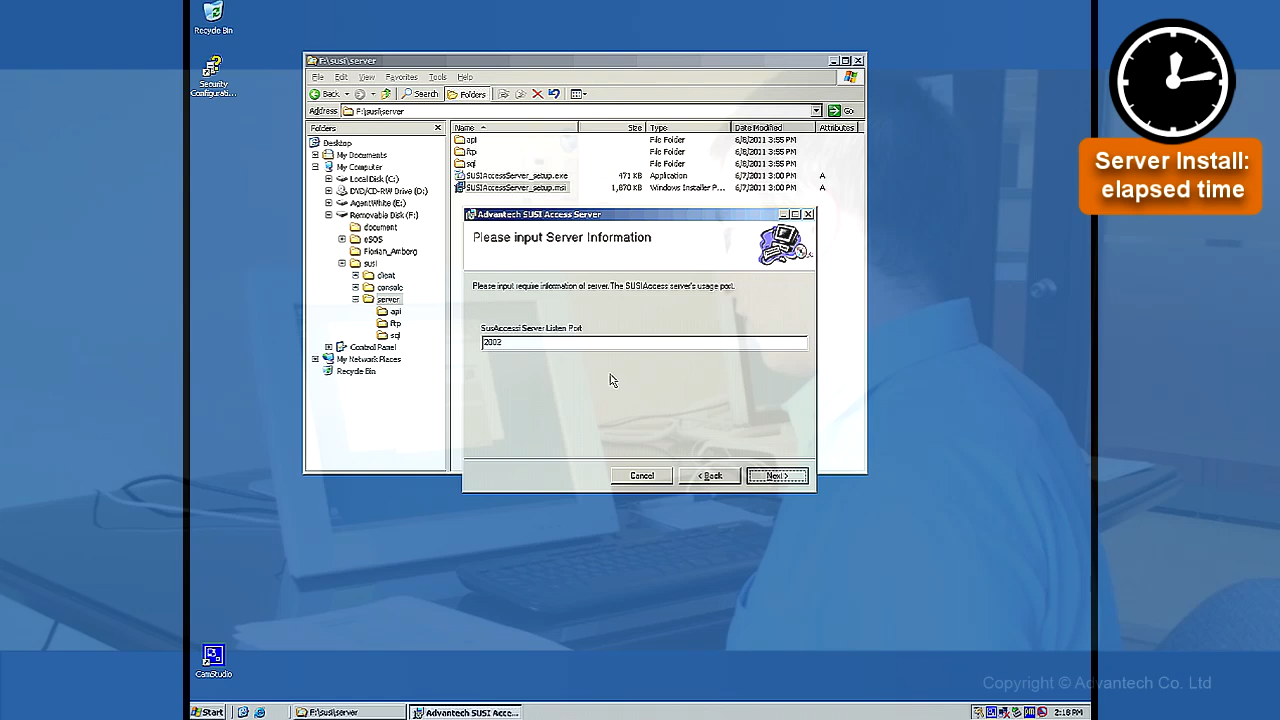 Recycle Bin
Security
Configurati...
F:\susi\server
File Edit View Favorites Tools Help
Back Search Folders
Address F:\susi\server Go
Folders
Name Size Type Date Modified Attributes
Desktop
My Documents
My Computer
Local Disk (C:)
DVD/CD-RW Drive (D:)
AgentWhite (E:)
Removable Disk (F:)
document
eSOS
Florian_Amborg
susi
client
console
server
api
ftp
sql
Control Panel
My Network Places
Recycle Bin
api File Folder 6/8/2011 3:55 PM
ftp File Folder 6/8/2011 3:55 PM
sql File Folder 6/8/2011 3:55 PM
SUSIAccessServer_setup.exe 471 KB Application 6/7/2011 3:00 PM A
SUSIAccessServer_setup.msi 1,870 KB Windows Installer P... 6/7/2011 3:00 PM A
Advantech SUSI Access Server
Please input Server Information
Please input require information of server.The SUSIAccess server's usage port.
SusAccessi Server Listen Port
2002
Cancel < Back Next >
Server Install:
elapsed time
CamStudio
Copyright © Advantech Co. Ltd
Start F:\susi\server Advantech SUSI Acce... 2:18 PM